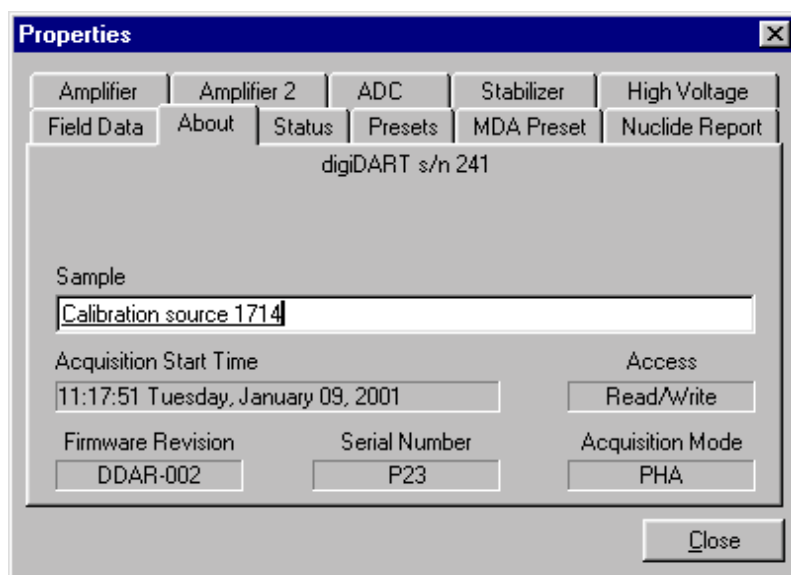 Properties
Amplifier Amplifier 2 ADC Stabilizer High Voltage
Field Data About Status Presets MDA Preset Nuclide Report
digiDART s/n 241
Sample
Calibration source 1714
Acquisition Start Time Access
11:17:51 Tuesday, January 09, 2001 Read/Write
Firmware Revision Serial Number Acquisition Mode
DDAR-002 P23 PHA
Close